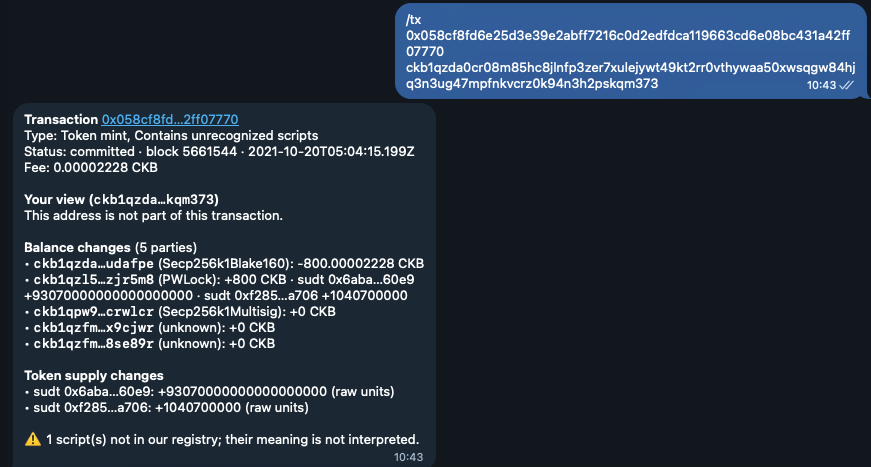 /tx
0x058cf8fd6e25d3e39e2abff7216c0d2edfdca119663cd6e08bc431a42ff
07770
ckb1qzda0cr08m85hc8jlnfp3zer7xulejywt49kt2rr0vthywaa50xwsqgw84hj
q3n3ug47mpfnkvcrz0k94n3h2pskqm373
10:43
Transaction 0x058cf8fd…2ff07770
Type: Token mint, Contains unrecognized scripts
Status: committed · block 5661544 · 2021-10-20T05:04:15.199Z
Fee: 0.00002228 CKB
Your view (ckb1qzda…kqm373)
This address is not part of this transaction.
Balance changes (5 parties)
• ckb1qzda…udafpe (Secp256k1Blake160): -800.00002228 CKB
• ckb1qzl5…zjr5m8 (PWLock): +800 CKB · sudt 0x6aba…60e9
+93070000000000000000 · sudt 0xf285…a706 +1040700000
• ckb1qpw9…crwlcr (Secp256k1Multisig): +0 CKB
• ckb1qzfm…x9cjwr (unknown): +0 CKB
• ckb1qzfm…8se89r (unknown): +0 CKB
Token supply changes
• sudt 0x6aba…60e9: +93070000000000000000 (raw units)
• sudt 0xf285…a706: +1040700000 (raw units)
⚠️ 1 script(s) not in our registry; their meaning is not interpreted.
10:43